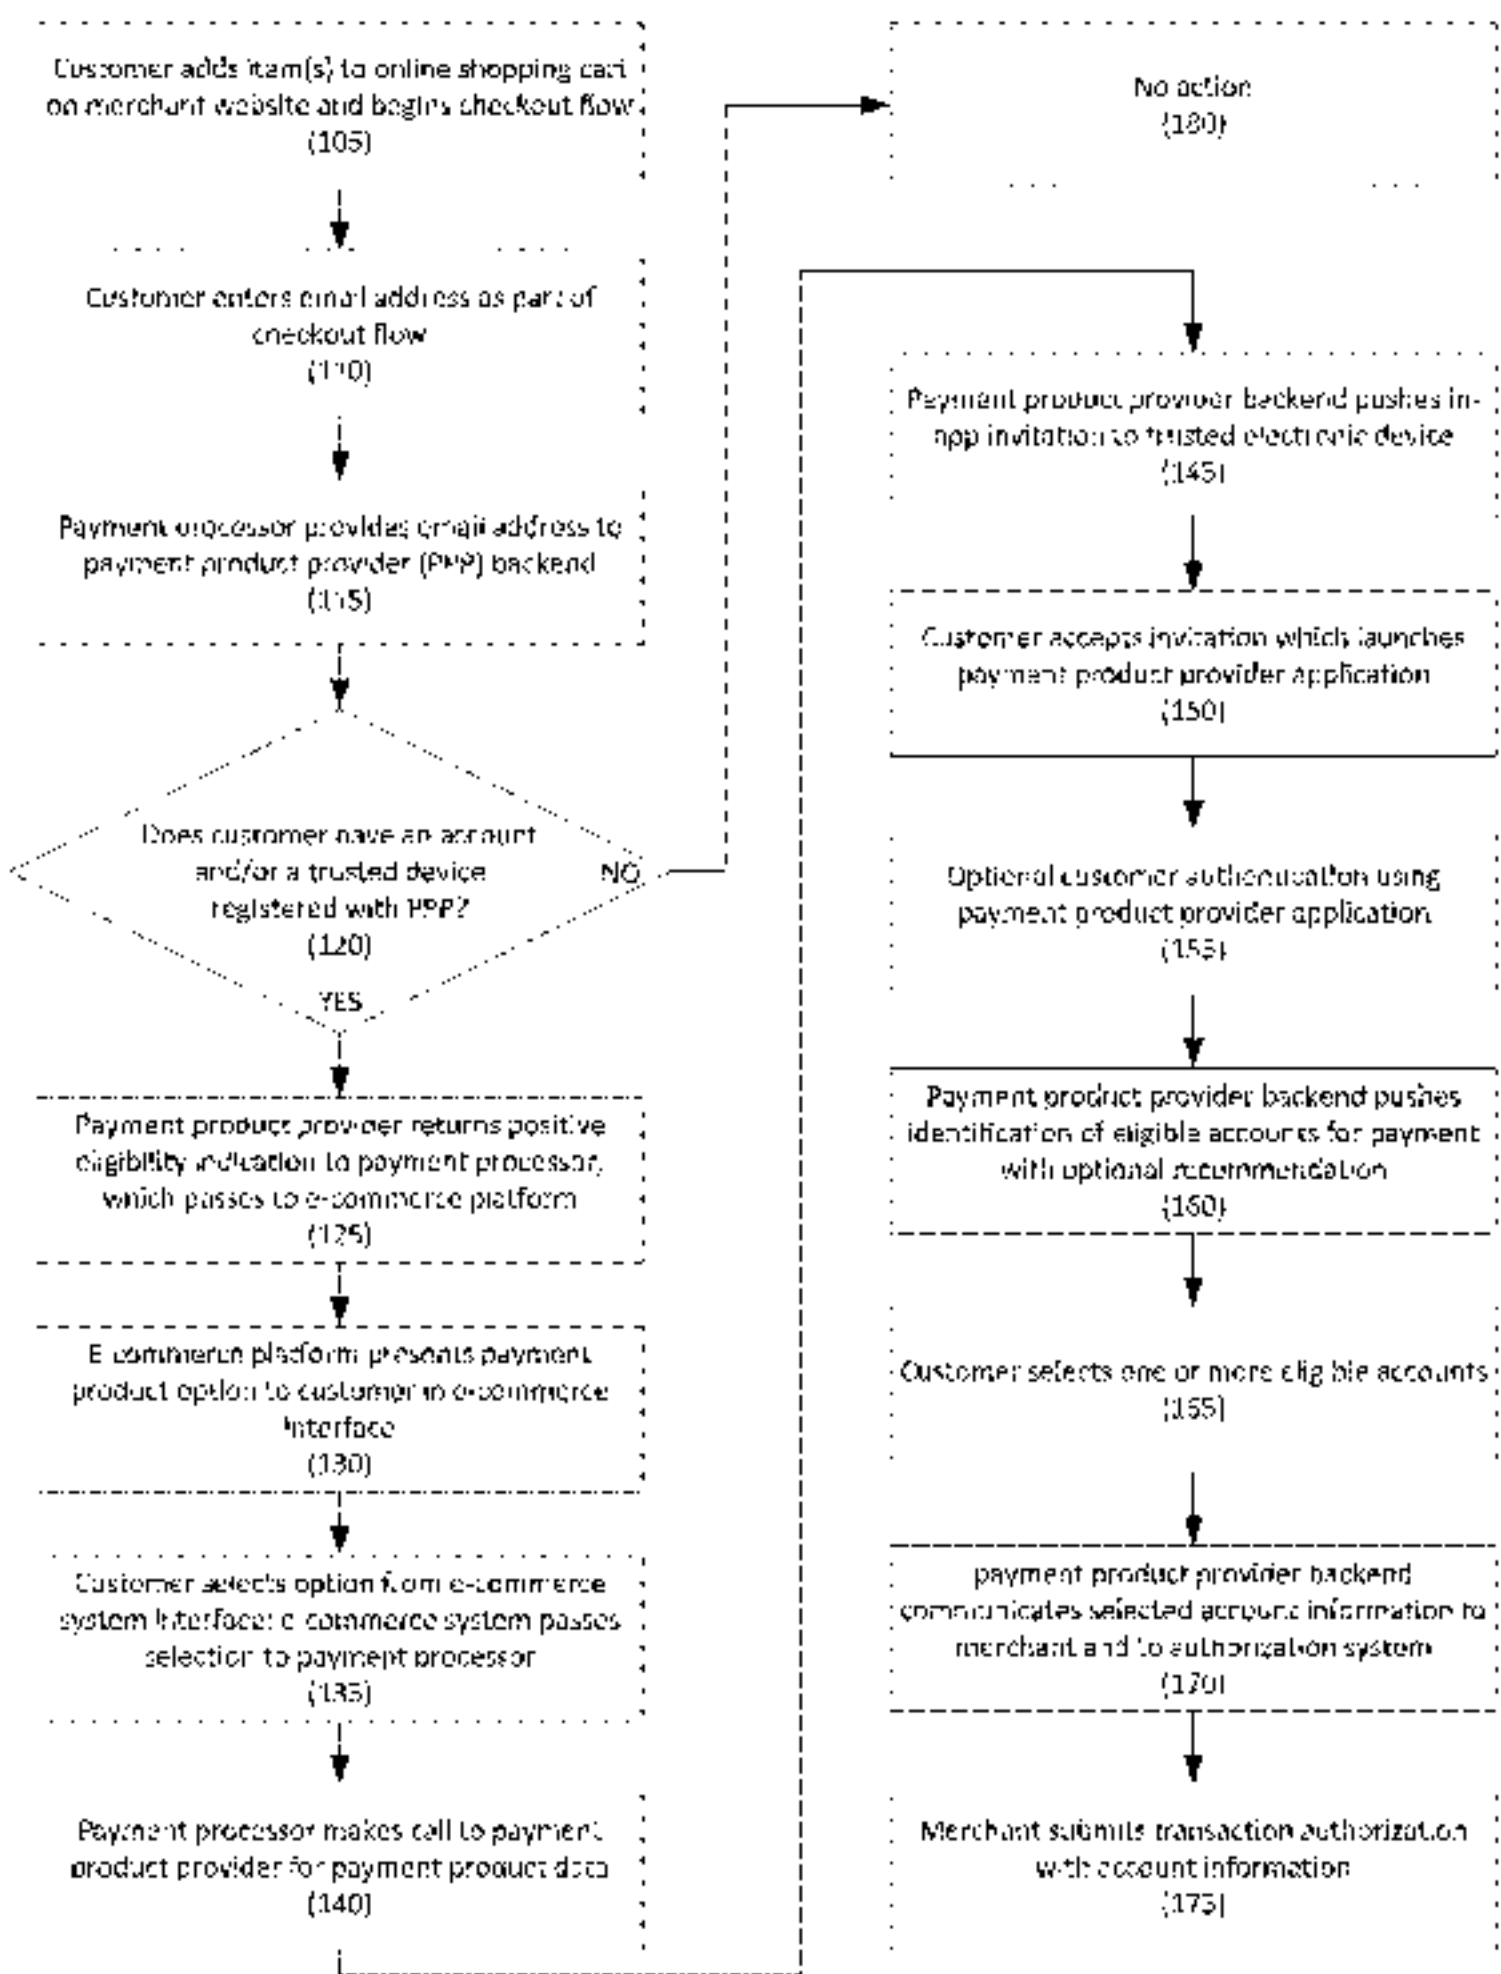 Customer adds item(s) to online shopping cart
on merchant website and begins checkout flow
(105)
Customer enters email address as part of
checkout flow
(110)
Payment processor provides email address to
payment product provider (PPP) backend
(115)
Does customer have an account
and/or a trusted device
registered with PPP?
(120)
NO
YES
Payment product provider returns positive
eligibility indication to payment processor,
which passes to e-commerce platform
(125)
E-commerce platform presents payment
product option to customer in e-commerce
interface
(130)
Customer selects option from e-commerce
system interface; e-commerce system passes
selection to payment processor
(135)
Payment processor makes call to payment
product provider for payment product data
(140)
No action
(180)
Payment product provider backend pushes in-
app invitation to trusted electronic device
(145)
Customer accepts invitation which launches
payment product provider application
(150)
Optional customer authentication using
payment product provider application
(155)
Payment product provider backend pushes
identification of eligible accounts for payment
with optional recommendation
(160)
Customer selects one or more eligible accounts
(165)
payment product provider backend
communicates selected account information to
merchant and to authorization system
(170)
Merchant submits transaction authorization
with account information
(175)